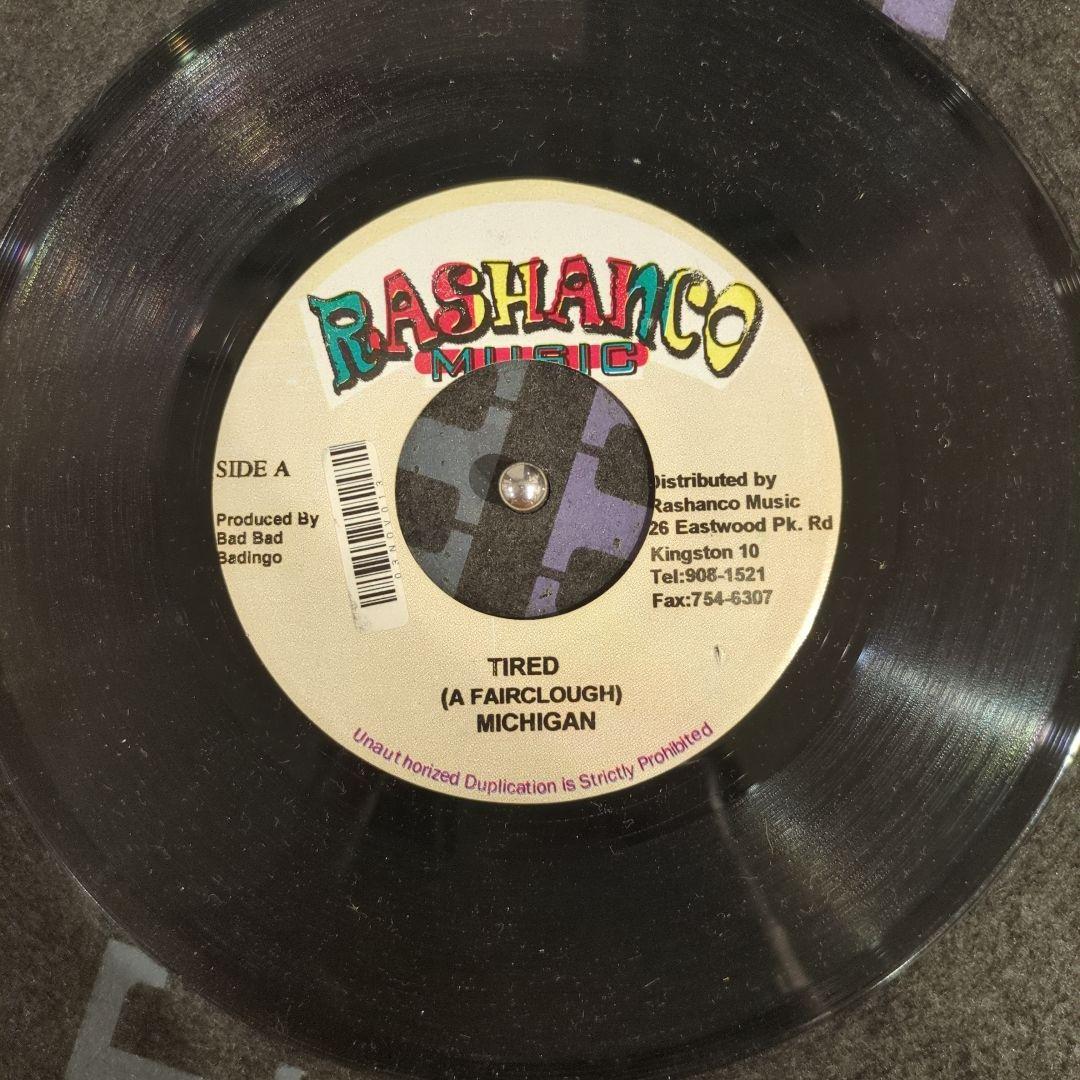 RASHANCO
MUSIC
SIDE A
Produced By
Bad Bad
Badingo
03NOV013
Distributed by
Rashanco Music
26 Eastwood Pk. Rd
Kingston 10
Tel:908-1521
Fax:754-6307
TIRED
(A FAIRCLOUGH)
MICHIGAN
Unauthorized Duplication is Strictly Prohibited